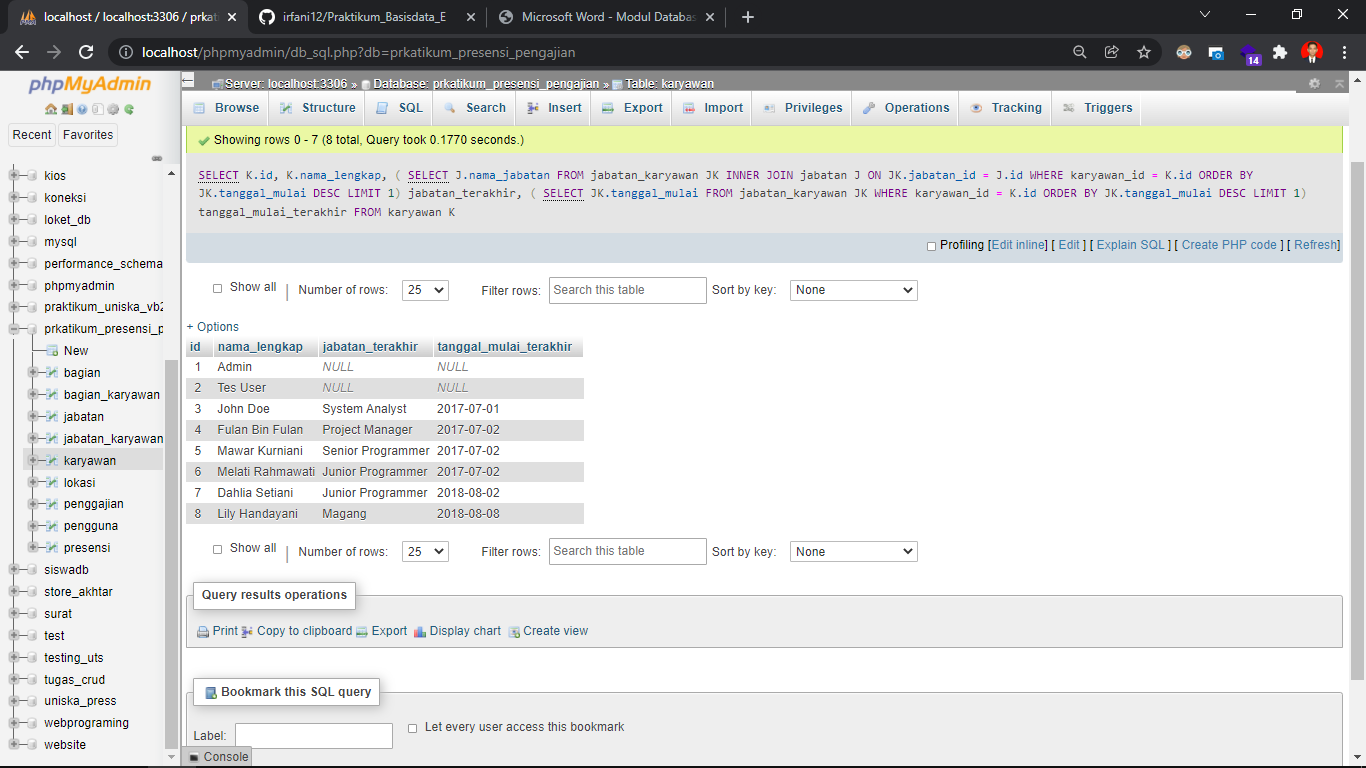 localhost / localhost:3306 / prkati
irfani12/Praktikum_Basisdata_E
Microsoft Word - Modul Databas
localhost/phpmyadmin/db_sql.php?db=prkatikum_presensi_pengajian
14
phpMyAdmin
Recent
Favorites
kios
koneksi
loket_db
mysql
performance_schema
phpmyadmin
praktikum_uniska_vb2
prkatikum_presensi_p
New
bagian
bagian_karyawan
jabatan
jabatan_karyawan
karyawan
lokasi
penggajian
pengguna
presensi
siswadb
store_akhtar
surat
test
testing_uts
tugas_crud
uniska_press
webprograming
website
Server: localhost:3306 » Database: prkatikum_presensi_pengajian » Table: karyawan
Browse Structure SQL Search Insert Export Import Privileges Operations Tracking Triggers
Showing rows 0 - 7 (8 total, Query took 0.1770 seconds.)
SELECT K.id, K.nama_lengkap, ( SELECT J.nama_jabatan FROM jabatan_karyawan JK INNER JOIN jabatan J ON JK.jabatan_id = J.id WHERE karyawan_id = K.id ORDER BY
JK.tanggal_mulai DESC LIMIT 1) jabatan_terakhir, ( SELECT JK.tanggal_mulai FROM jabatan_karyawan JK WHERE karyawan_id = K.id ORDER BY JK.tanggal_mulai DESC LIMIT 1)
tanggal_mulai_terakhir FROM karyawan K
Profiling [Edit inline] [ Edit ] [ Explain SQL ] [ Create PHP code ] [ Refresh]
Show all | Number of rows: 25 Filter rows: Search this table Sort by key: None
+ Options
id nama_lengkap jabatan_terakhir tanggal_mulai_terakhir
1 Admin NULL NULL
2 Tes User NULL NULL
3 John Doe System Analyst 2017-07-01
4 Fulan Bin Fulan Project Manager 2017-07-02
5 Mawar Kurniani Senior Programmer 2017-07-02
6 Melati Rahmawati Junior Programmer 2017-07-02
7 Dahlia Setiani Junior Programmer 2018-08-02
8 Lily Handayani Magang 2018-08-08
Show all | Number of rows: 25 Filter rows: Search this table Sort by key: None
Query results operations
Print Copy to clipboard Export Display chart Create view
Bookmark this SQL query
Label: Let every user access this bookmark
Console